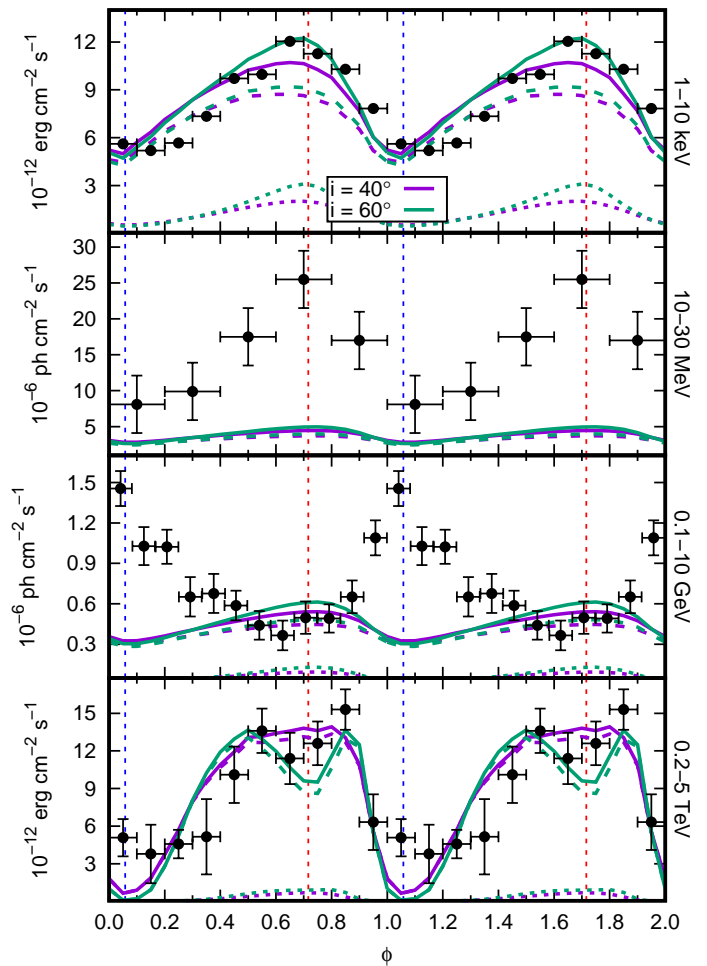 12
9
6
3
10⁻¹² erg cm⁻² s⁻¹
1−10 keV
i = 40°
i = 60°
30
25
20
15
10
5
10⁻⁶ ph cm⁻² s⁻¹
10−30 MeV
1.5
1.2
0.9
0.6
0.3
10⁻⁶ ph cm⁻² s⁻¹
0.1−10 GeV
15
12
9
6
3
10⁻¹² erg cm⁻² s⁻¹
0.2−5 TeV
0.0 0.2 0.4 0.6 0.8 1.0 1.2 1.4 1.6 1.8 2.0
ϕ